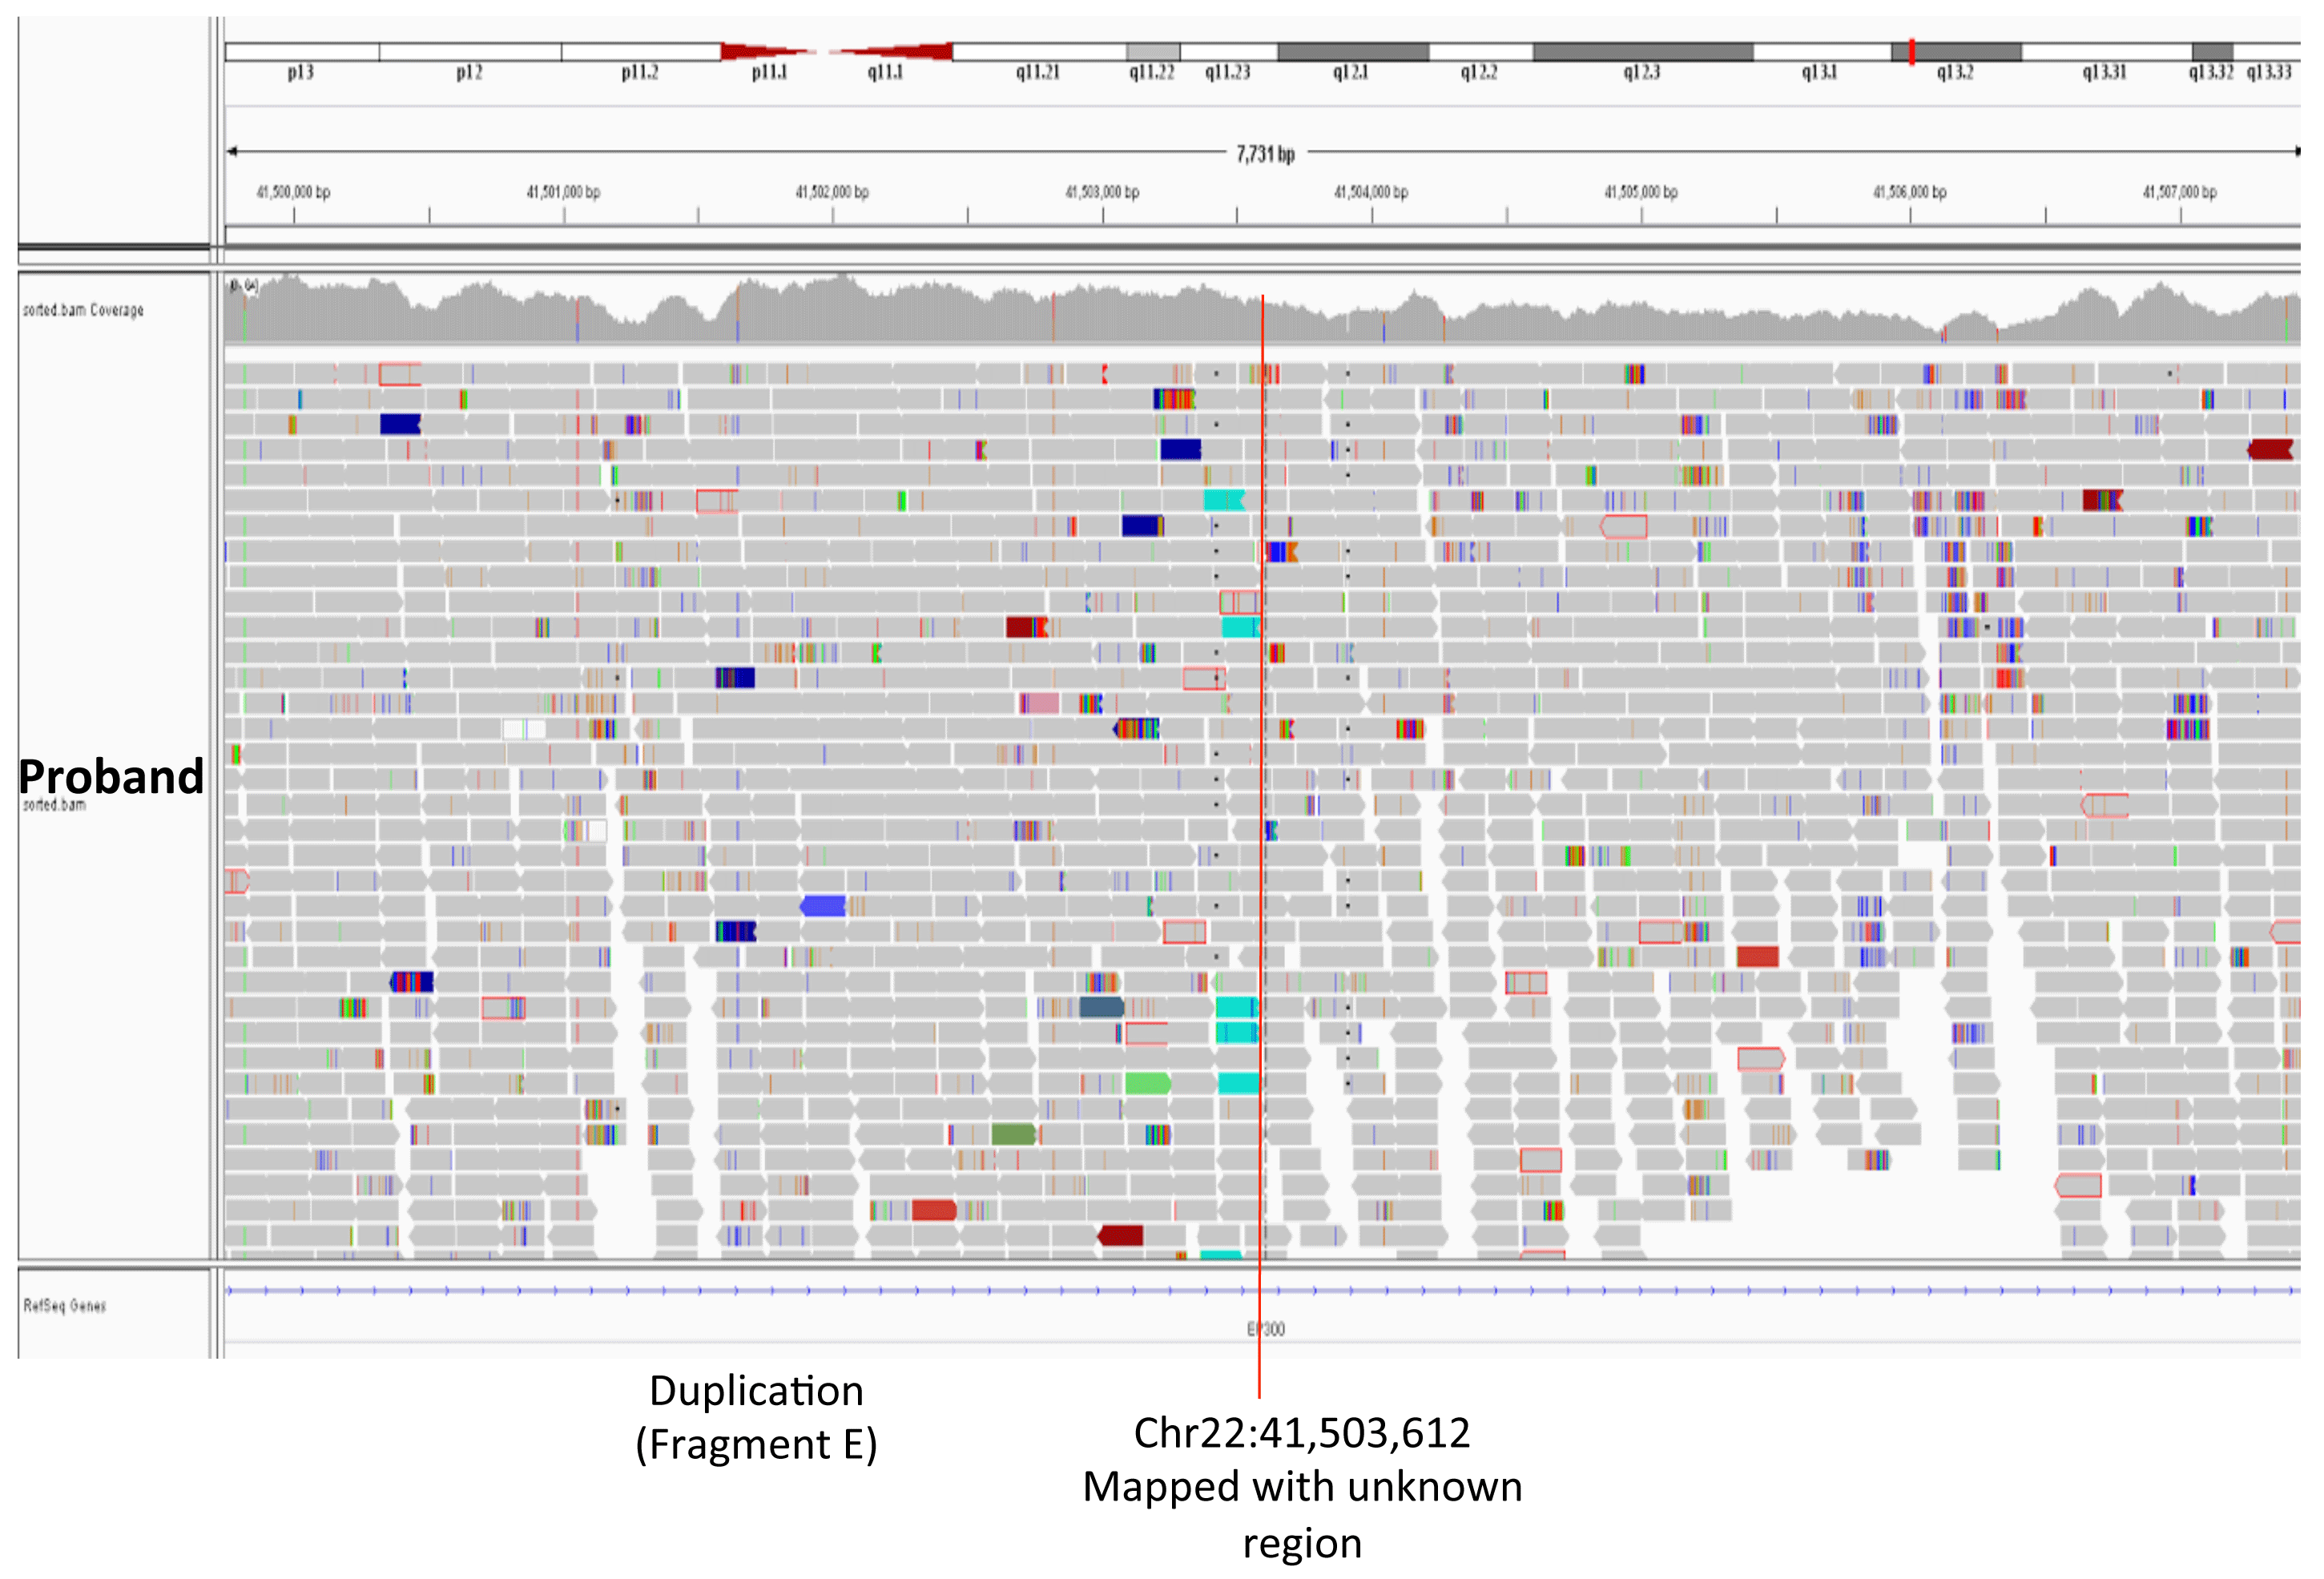 p13 p12 p11.2 p11.1 q11.1 q11.21 q11.22 q11.23 q12.1 q12.2 q12.3 q13.1 q13.2 q13.31 q13.32 q13.33
7,731 bp
41,500,000 bp 41,501,000 bp 41,502,000 bp 41,503,000 bp 41,504,000 bp 41,505,000 bp 41,506,000 bp 41,507,000 bp
[0-64]
sorted.bam Coverage
Proband
sorted.bam
RefSeq Genes
EP300
Duplication
(Fragment E)
Chr22:41,503,612
Mapped with unknown
region